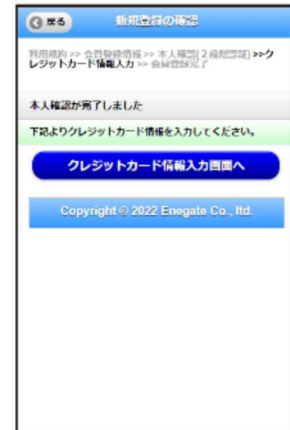 戻る
新規登録の確認
利用規約 >> 会員登録情報 >> 本人確認(2段階認証) >>ク
レジットカード情報入力 >> 会員登録完了
本人確認が完了しました
下記よりクレジットカード情報を入力してください。
クレジットカード情報入力画面へ
Copyright © 2022 Enegate Co., ltd.